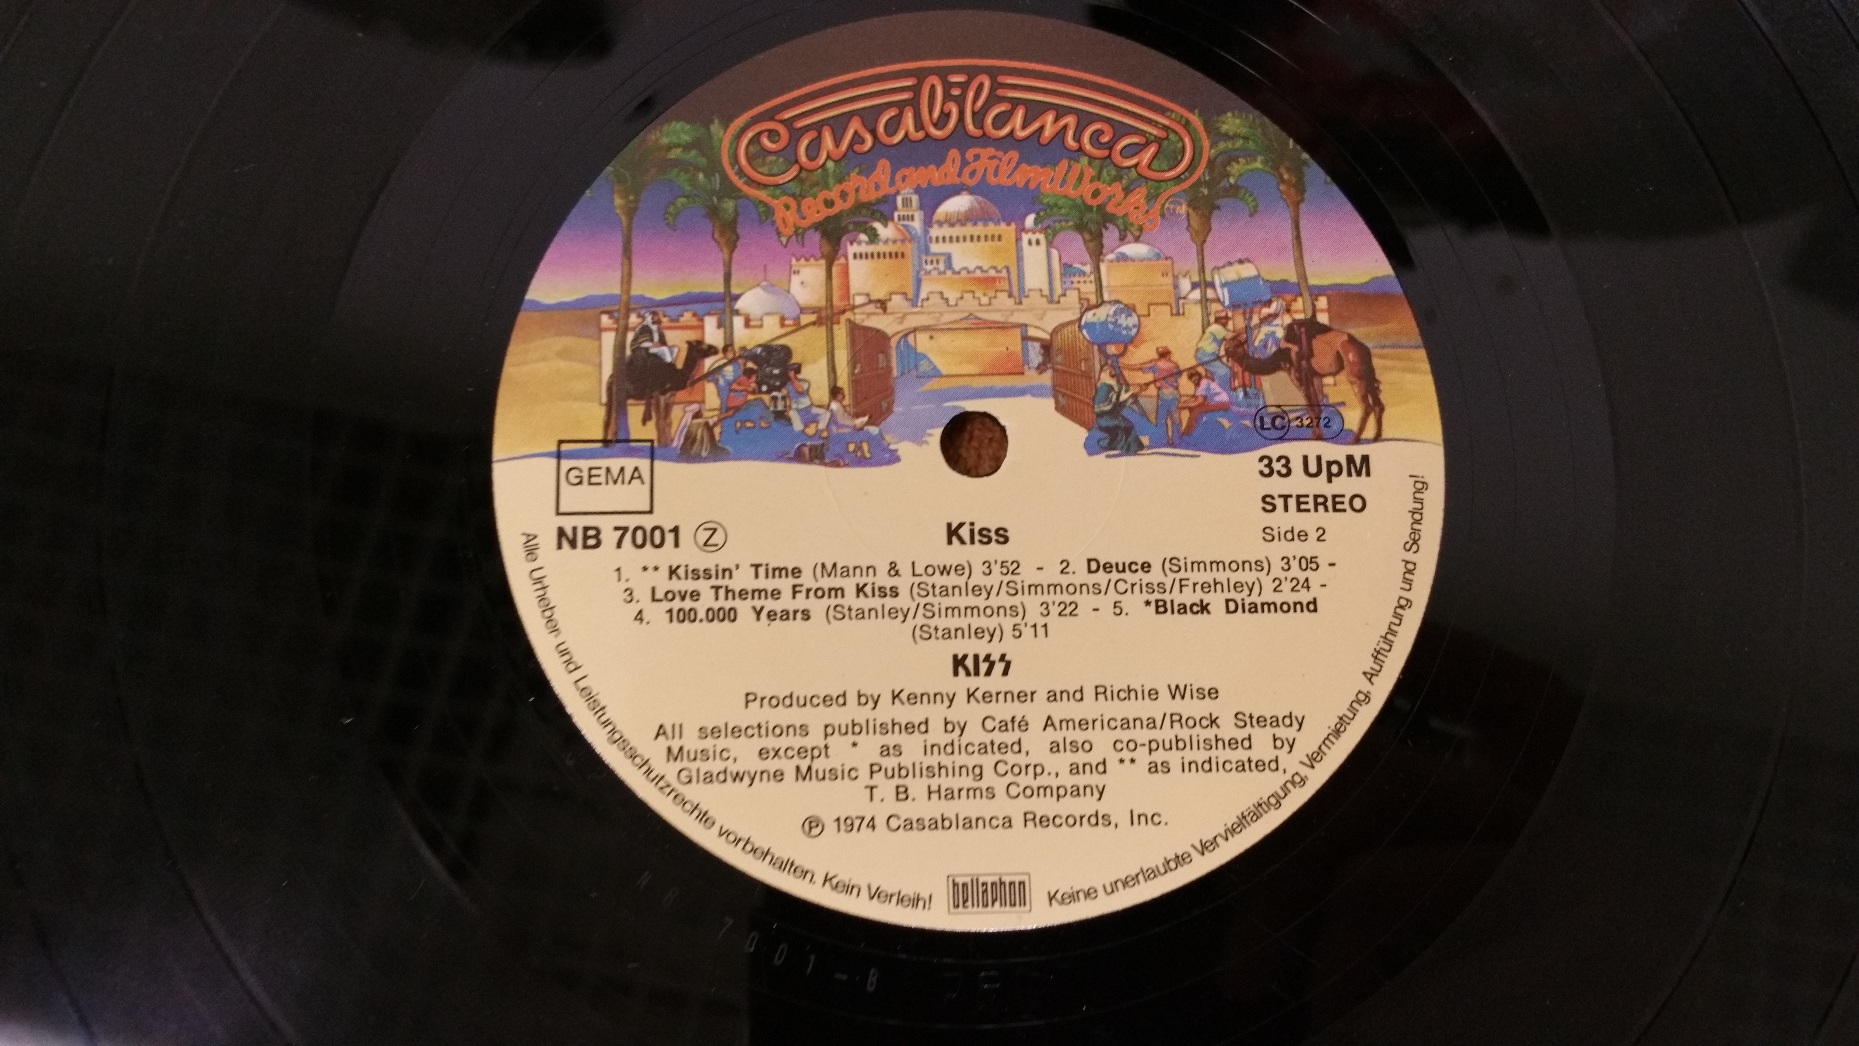 Casablanca
Record and FilmWorks™
LC 3272
GEMA
33 UpM
STEREO
NB 7001 Ⓩ
Kiss
Side 2
1. ** Kissin' Time (Mann & Lowe) 3'52 - 2. Deuce (Simmons) 3'05 -
3. Love Theme From Kiss (Stanley/Simmons/Criss/Frehley) 2'24 -
4. 100.000 Years (Stanley/Simmons) 3'22 - 5. *Black Diamond
(Stanley) 5'11
KISS
Produced by Kenny Kerner and Richie Wise
All selections published by Café Americana/Rock Steady
Music, except * as indicated, also co-published by
Gladwyne Music Publishing Corp., and ** as indicated,
T. B. Harms Company
Ⓟ 1974 Casablanca Records, Inc.
Alle Urheber- und Leistungsschutzrechte vorbehalten. Kein Verleih!
bellaphon
Keine unerlaubte Vervielfältigung, Vermietung, Aufführung und Sendung!
NB 7001-B